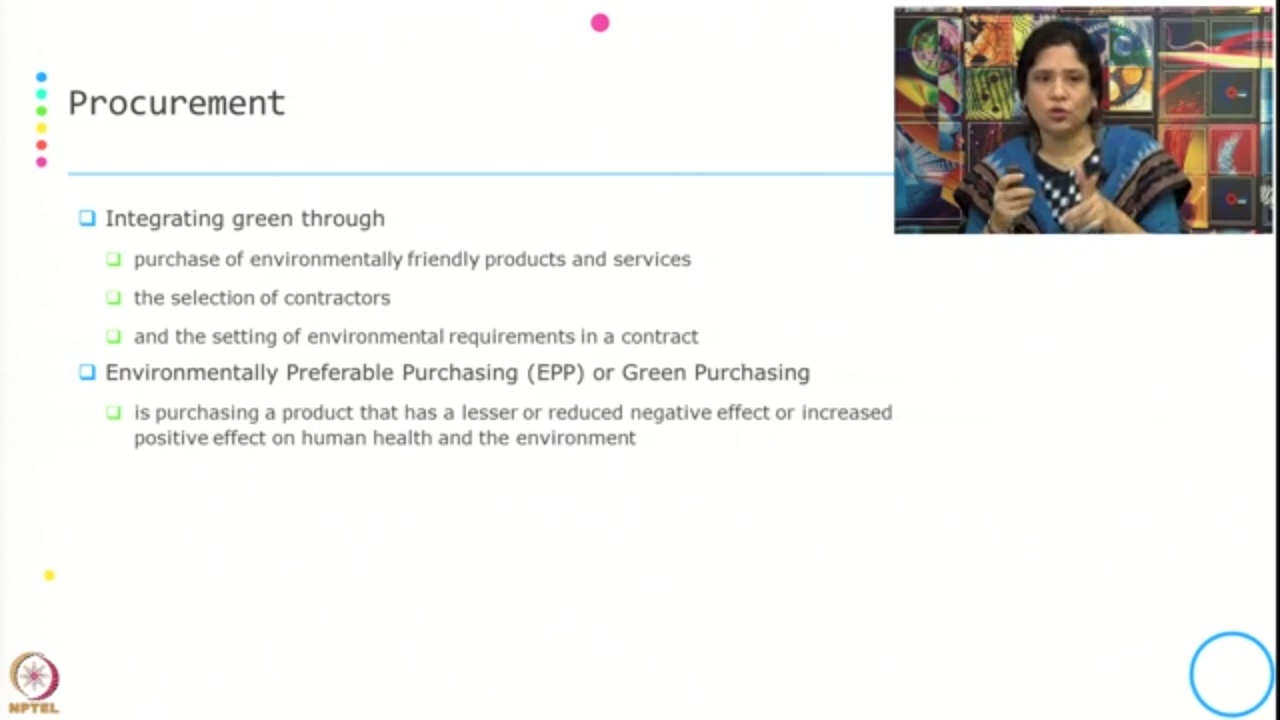 Procurement
Integrating green through
purchase of environmentally friendly products and services
the selection of contractors
and the setting of environmental requirements in a contract
Environmentally Preferable Purchasing (EPP) or Green Purchasing
is purchasing a product that has a lesser or reduced negative effect or increased
positive effect on human health and the environment
NPTEL